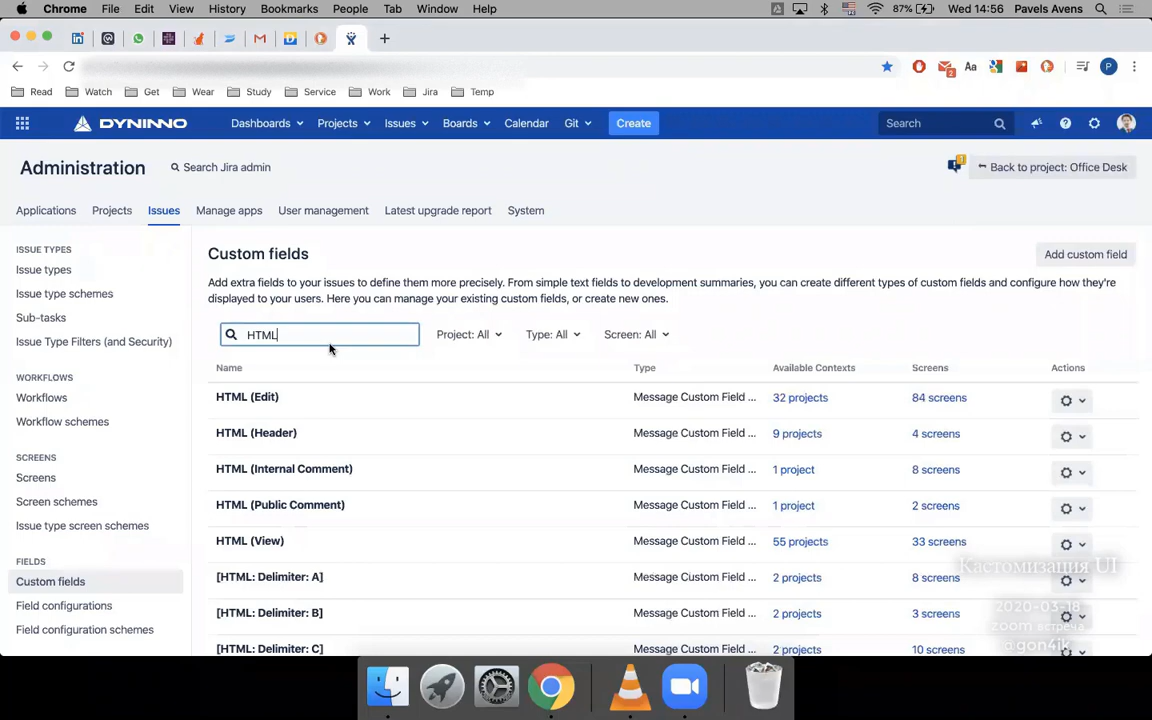 Chrome File Edit View History Bookmarks People Tab Window Help 87% Wed 14:56 Pavels Avens
Read Watch Get Wear Study Service Work Jira Temp
DYNINNO Dashboards Projects Issues Boards Calendar Git Create Search
Administration Search Jira admin Back to project: Office Desk
Applications Projects Issues Manage apps User management Latest upgrade report System
ISSUE TYPES
Issue types
Issue type schemes
Sub-tasks
Issue Type Filters (and Security)
WORKFLOWS
Workflows
Workflow schemes
SCREENS
Screens
Screen schemes
Issue type screen schemes
FIELDS
Custom fields
Field configurations
Field configuration schemes
Custom fields
Add custom field
Add extra fields to your issues to define them more precisely. From simple text fields to development summaries, you can create different types of custom fields and configure how they're
displayed to your users. Here you can manage your existing custom fields, or create new ones.
HTML Project: All Type: All Screen: All
Name Type Available Contexts Screens Actions
HTML (Edit) Message Custom Field ... 32 projects 84 screens
HTML (Header) Message Custom Field ... 9 projects 4 screens
HTML (Internal Comment) Message Custom Field ... 1 project 8 screens
HTML (Public Comment) Message Custom Field ... 1 project 2 screens
HTML (View) Message Custom Field ... 55 projects 33 screens
[HTML: Delimiter: A] Message Custom Field ... 2 projects 8 screens
[HTML: Delimiter: B] Message Custom Field ... 2 projects 3 screens
[HTML: Delimiter: C] Message Custom Field ... 2 projects 10 screens
Кастомизация UI
2020-03-18
zoom встреча
@gon4ik